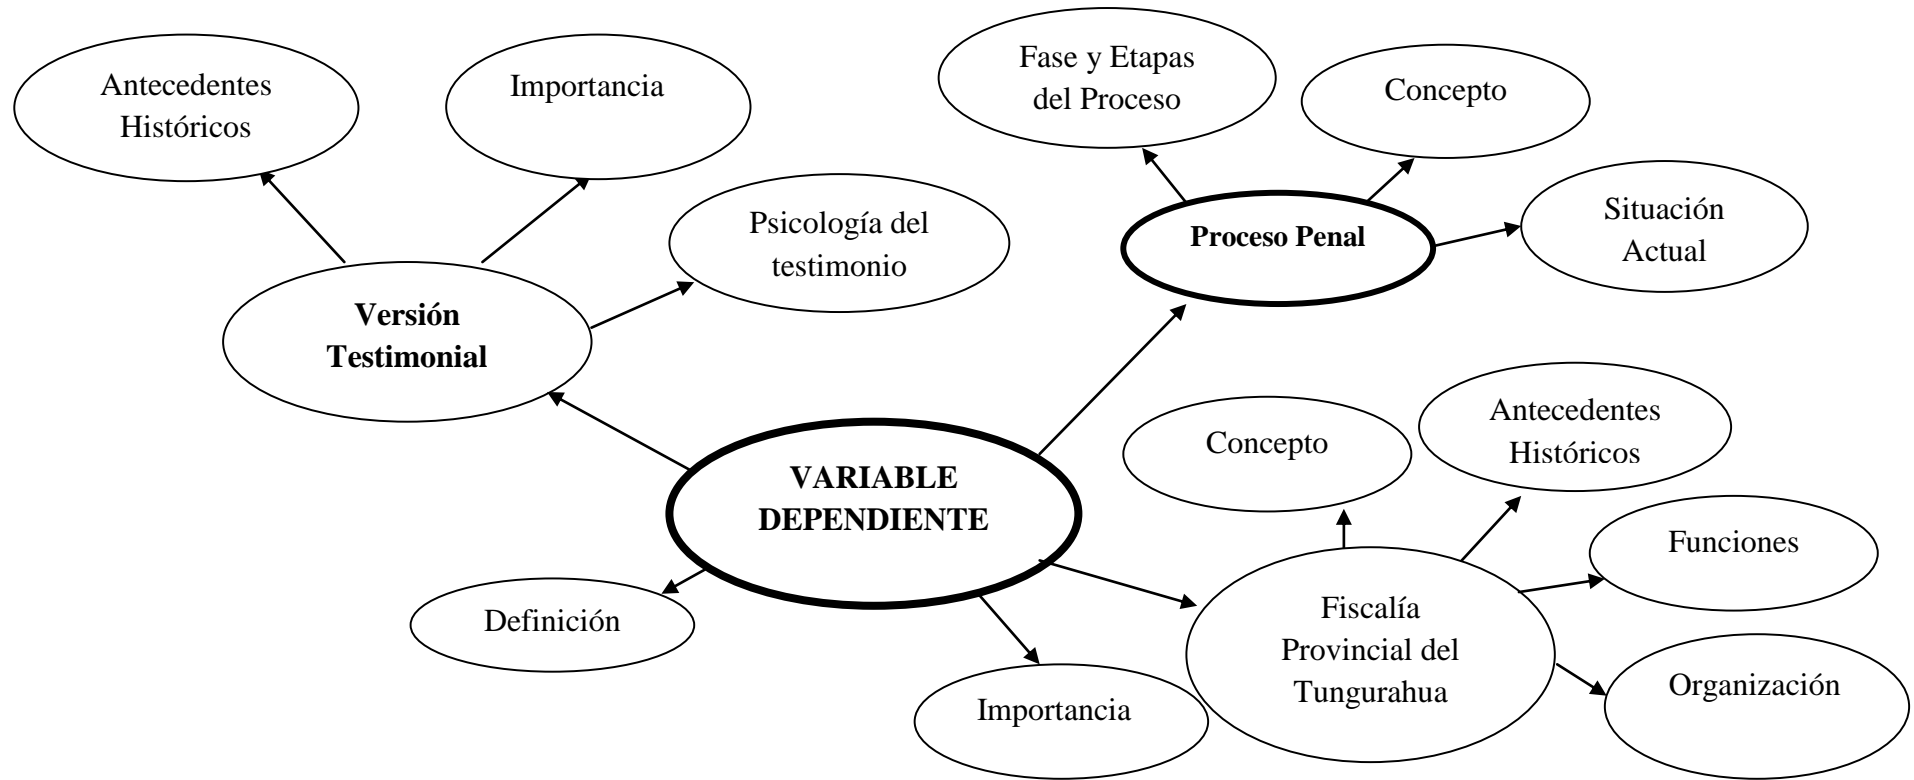 Antecedentes
Históricos
Importancia
Fase y Etapas
del Proceso
Concepto
Psicología del
testimonio
Proceso Penal
Situación
Actual
Versión
Testimonial
VARIABLE
DEPENDIENTE
Concepto
Antecedentes
Históricos
Funciones
Definición
Importancia
Fiscalía
Provincial del
Tungurahua
Organización